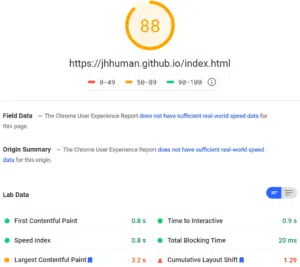 88
https://jhhuman.github.io/index.html
0-49 50-89 90-100
Field Data — The Chrome User Experience Report does not have sufficient real-world speed data for
this page.
Origin Summary — The Chrome User Experience Report does not have sufficient real-world speed
data for this origin.
Lab Data
First Contentful Paint 0.8 s Time to Interactive 0.9 s
Speed Index 0.8 s Total Blocking Time 20 ms
Largest Contentful Paint 3.2 s Cumulative Layout Shift 1.29